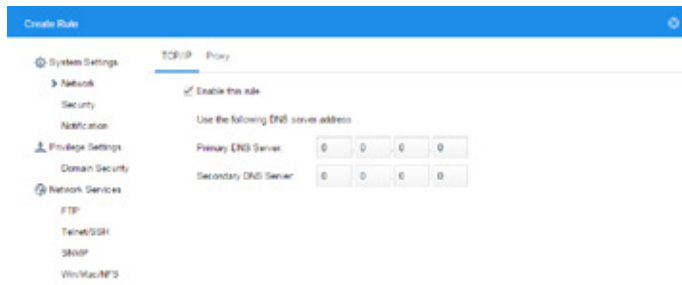 Create Rule
System Settings
Network
Security
Notification
Privilege Settings
Domain Security
Network Services
FTP
Telnet/SSH
SNMP
Win/Mac/NFS
TCP/IP Proxy
Enable this rule
Use the following DNS server address
Primary DNS Server: 0 . 0 . 0 . 0
Secondary DNS Server: 0 . 0 . 0 . 0